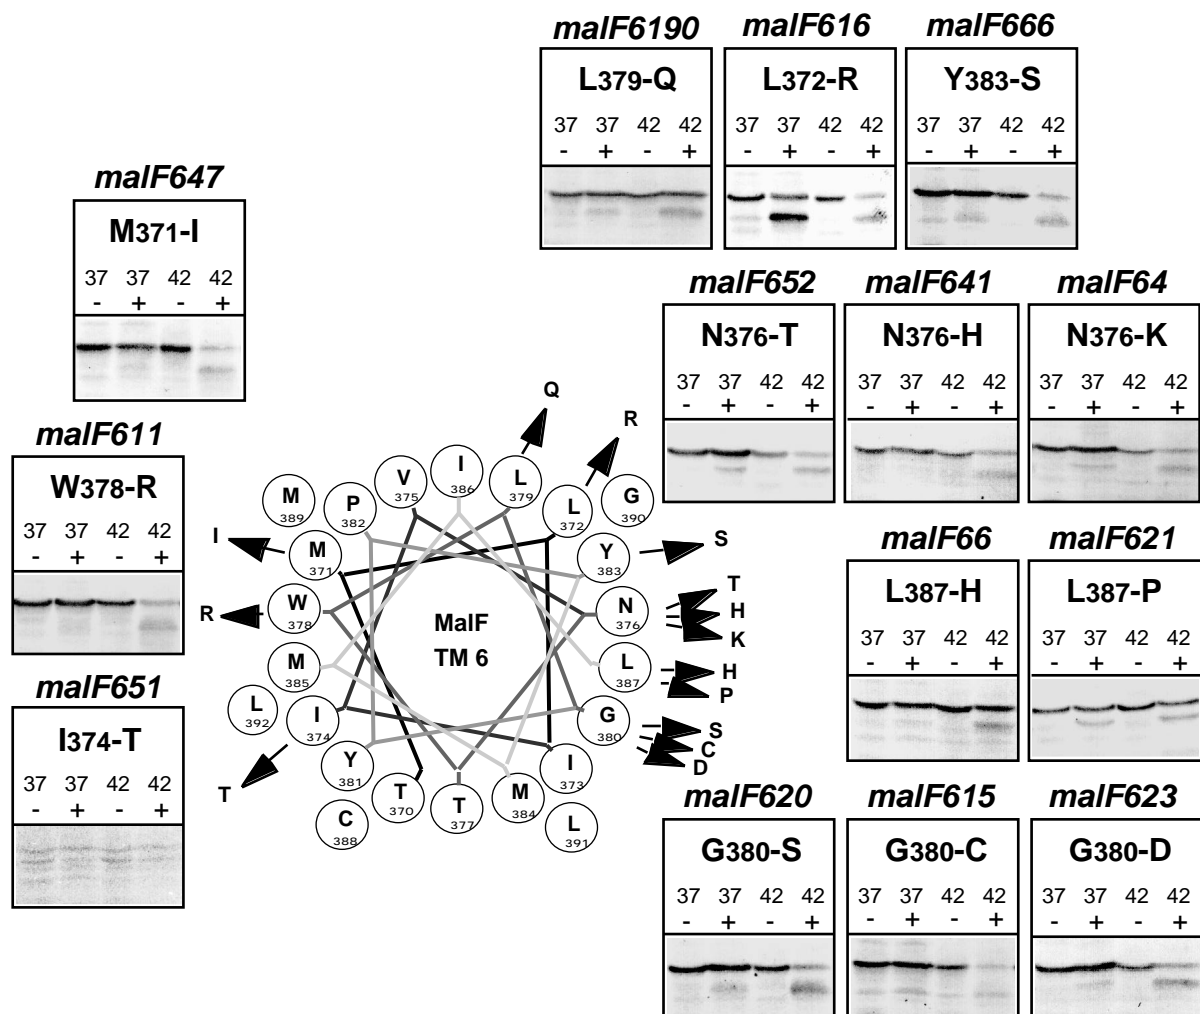 malF6190 malF616 malF666
L379-Q L372-R Y383-S
37 37 42 42 37 37 42 42 37 37 42 42
- + - + - + - + - + - +
malF647
M371-I
37 37 42 42
- + - +
malF652 malF641 malF64
N376-T N376-H N376-K
37 37 42 42 37 37 42 42 37 37 42 42
- + - + - + - + - + - +
malF611
W378-R
37 37 42 42
- + - +
malF66 malF621
L387-H L387-P
37 37 42 42 37 37 42 42
- + - + - + - +
malF651
I374-T
37 37 42 42
- + - +
malF620 malF615 malF623
G380-S G380-C G380-D
37 37 42 42 37 37 42 42 37 37 42 42
- + - + - + - + - + - +
Q
R
I
S
T
H
K
R
H
P
S
C
D
T
MalF
TM 6
I 386
L 379
V 375
P 382
M 389
L 372
G 390
M 371
Y 383
W 378
N 376
M 385
L 387
L 392
I 374
G 380
Y 381
I 373
T 370
T 377
M 384
C 388
L 391